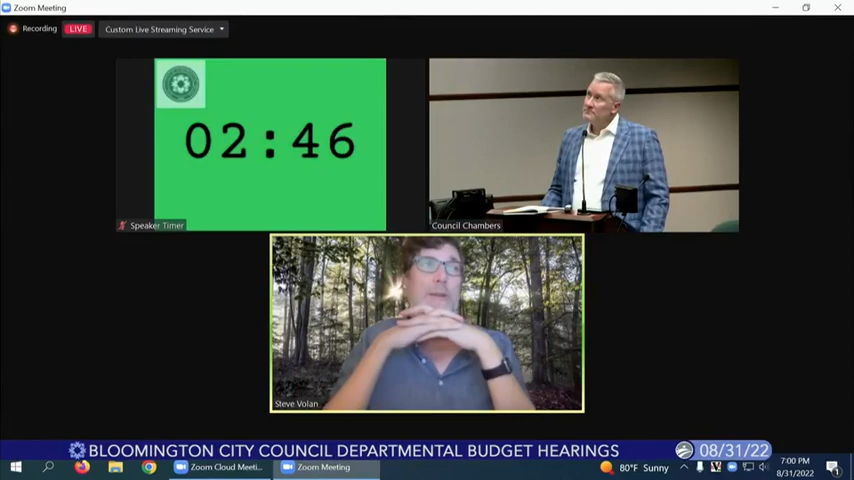 Zoom Meeting
Recording
LIVE
Custom Live Streaming Service
02:46
Speaker Timer
Council Chambers
Steve Volan
BLOOMINGTON CITY COUNCIL DEPARTMENTAL BUDGET HEARINGS
08/31/22
Zoom Cloud Meeti...
Zoom Meeting
80°F Sunny
7:00 PM
8/31/2022